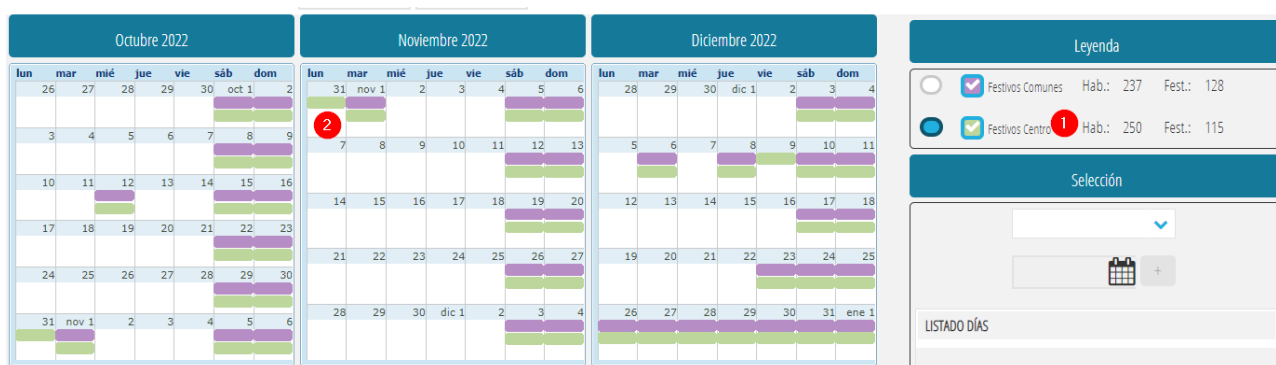 Octubre 2022
lun mar mié jue vie sáb dom
26 27 28 29 30 oct 1 2
3 4 5 6 7 8 9
10 11 12 13 14 15 16
17 18 19 20 21 22 23
24 25 26 27 28 29 30
31 nov 1 2 3 4 5 6
Noviembre 2022
lun mar mié jue vie sáb dom
31 nov 1 2 3 4 5 6
2
7 8 9 10 11 12 13
14 15 16 17 18 19 20
21 22 23 24 25 26 27
28 29 30 dic 1 2 3 4
Diciembre 2022
lun mar mié jue vie sáb dom
28 29 30 dic 1 2 3 4
5 6 7 8 9 10 11
12 13 14 15 16 17 18
19 20 21 22 23 24 25
26 27 28 29 30 31 ene 1
Leyenda
Festivos Comunes Hab.: 237 Fest.: 128
Festivos Centro 1 Hab.: 250 Fest.: 115
Selección
+
LISTADO DÍAS